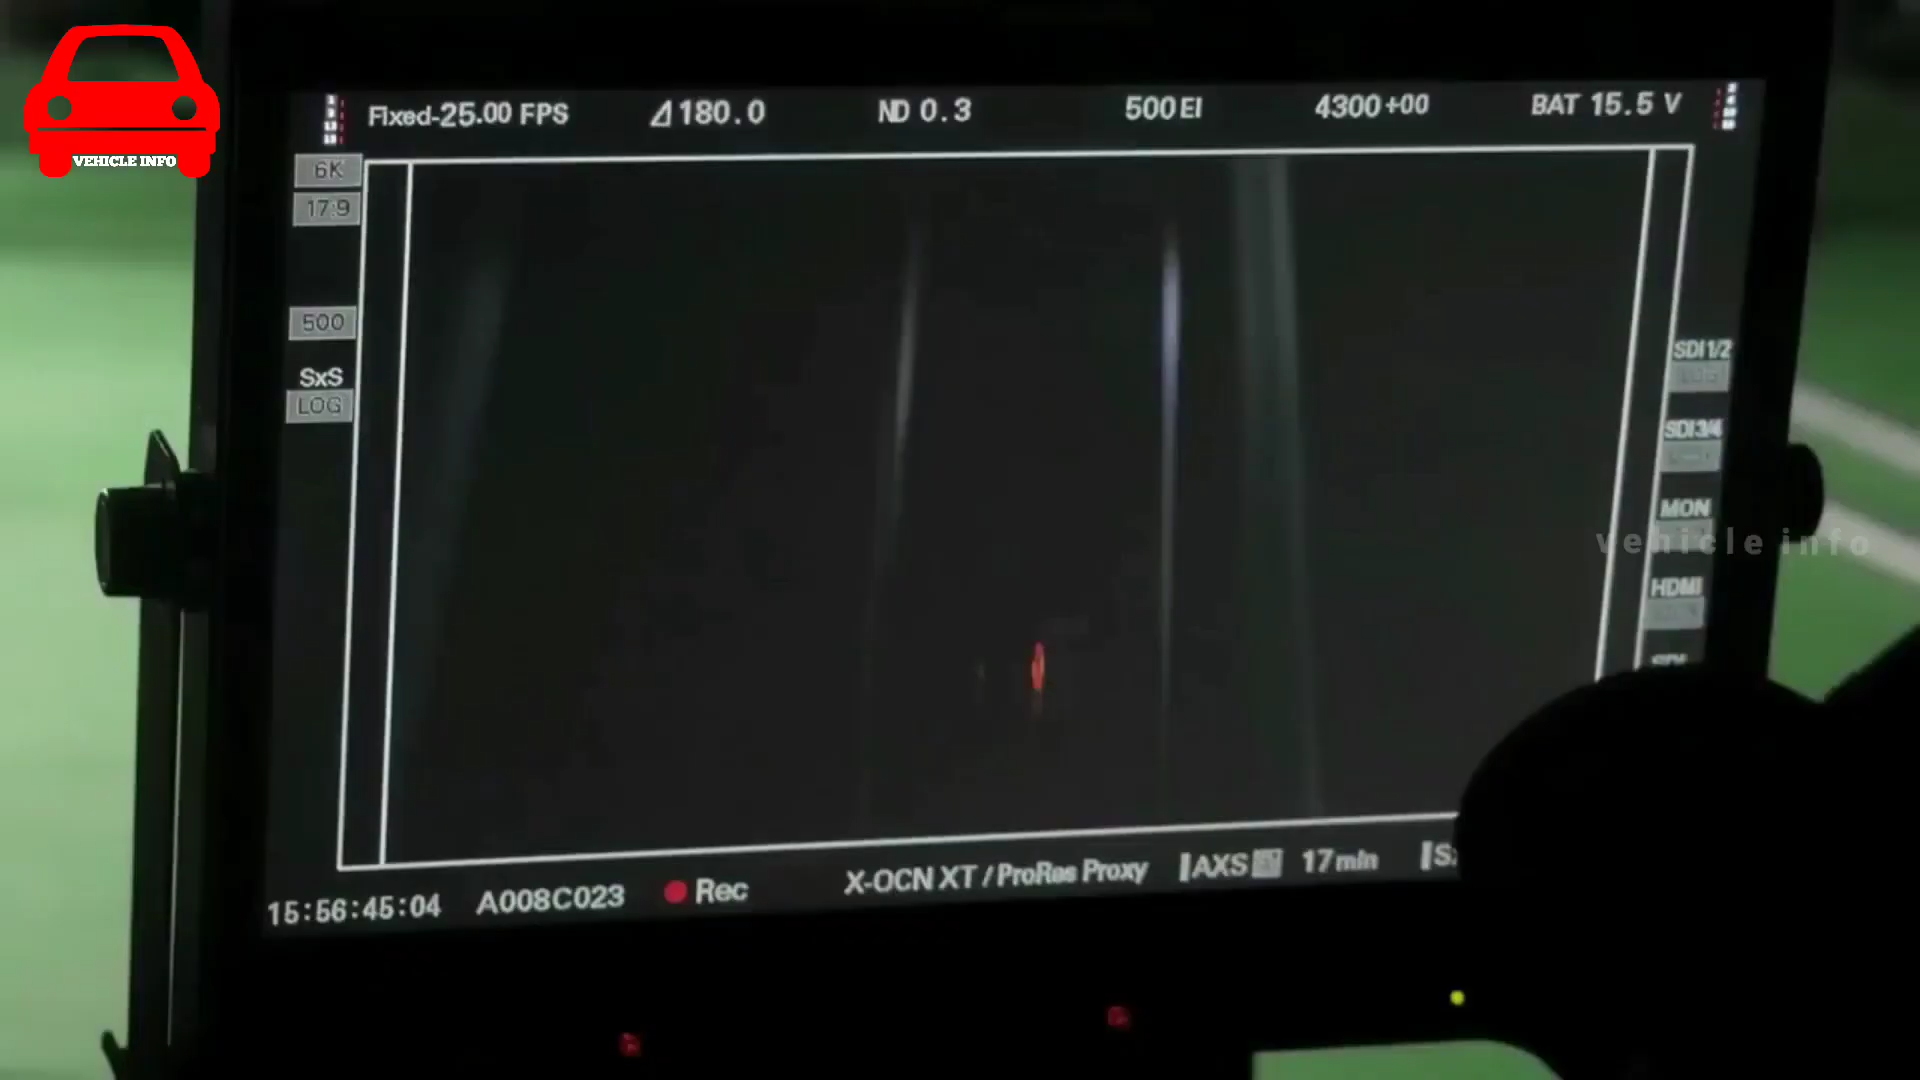 VEHICLE INFO
Fixed-25.00 FPS
180.0
ND 0.3
500EI
4300+00
BAT 15.5 V
6K
17:9
500
SxS
LOG
SDI 1/2
SDI 3/4
MON
vehicle info
HDMI
15:56:45:04
A008C023
Rec
X-OCN XT / ProRes Proxy
AXS
17min